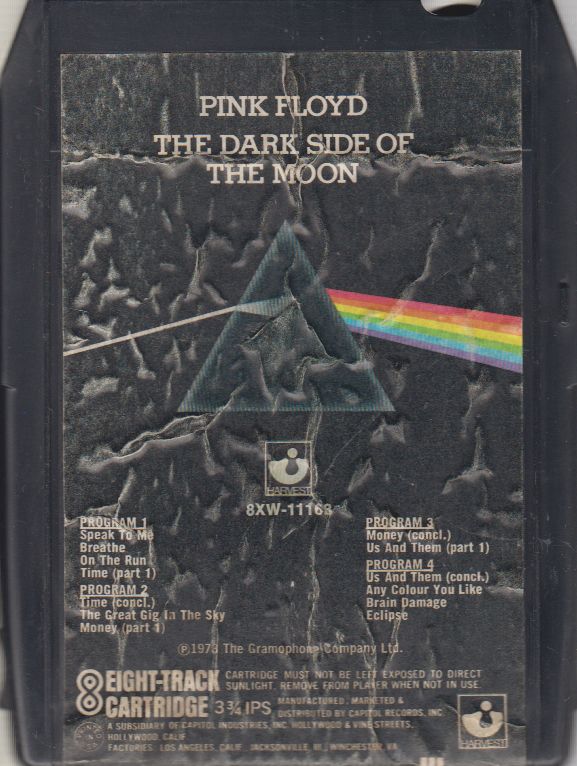 PINK FLOYD
THE DARK SIDE OF
THE MOON
HARVEST
8XW-11163
PROGRAM 1
Speak To Me
Breathe
On The Run
Time (part 1)
PROGRAM 2
Time (concl.)
The Great Gig In The Sky
Money (part 1)
PROGRAM 3
Money (concl.)
Us And Them (part 1)
PROGRAM 4
Us And Them (concl.)
Any Colour You Like
Brain Damage
Eclipse
Ⓟ1973 The Gramophone Company Ltd.
8 EIGHT-TRACK
CARTRIDGE 3¾ IPS
CARTRIDGE MUST NOT BE LEFT EXPOSED TO DIRECT
SUNLIGHT. REMOVE FROM PLAYER WHEN NOT IN USE.
MANUFACTURED, MARKETED &
DISTRIBUTED BY CAPITOL RECORDS, INC.
A SUBSIDIARY OF CAPITOL INDUSTRIES, INC. HOLLYWOOD & VINE STREETS,
HOLLYWOOD, CALIF.
FACTORIES: LOS ANGELES, CALIF., JACKSONVILLE, ILL., WINCHESTER, VA.
HARVEST